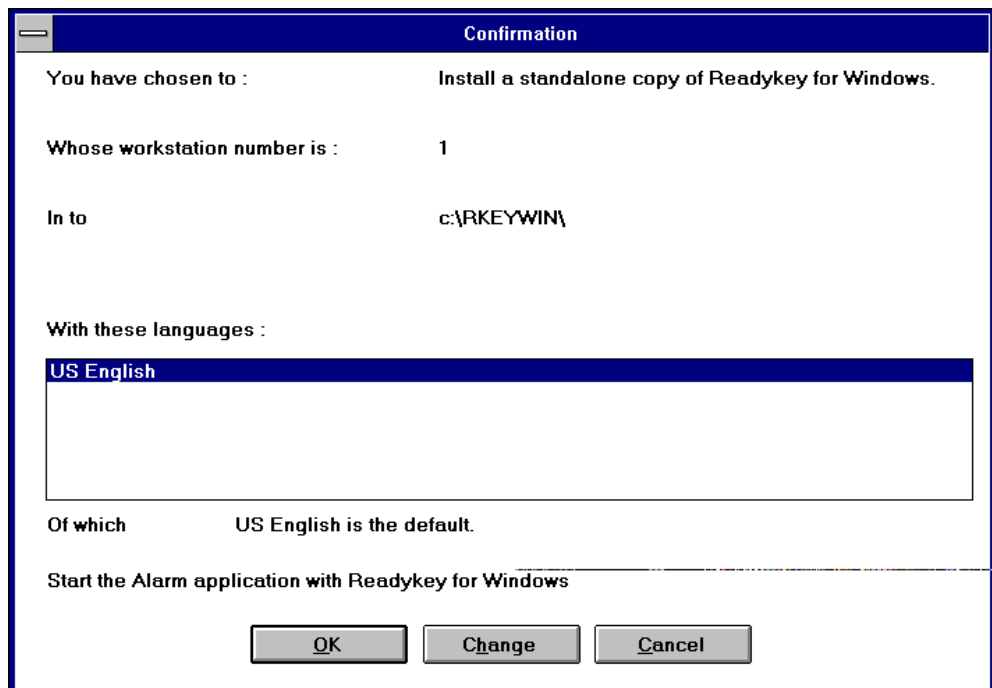 Confirmation
You have chosen to : Install a standalone copy of Readykey for Windows.
Whose workstation number is : 1
In to c:\RKEYWIN\
With these languages :
US English
Of which US English is the default.
Start the Alarm application with Readykey for Windows
OK Change Cancel